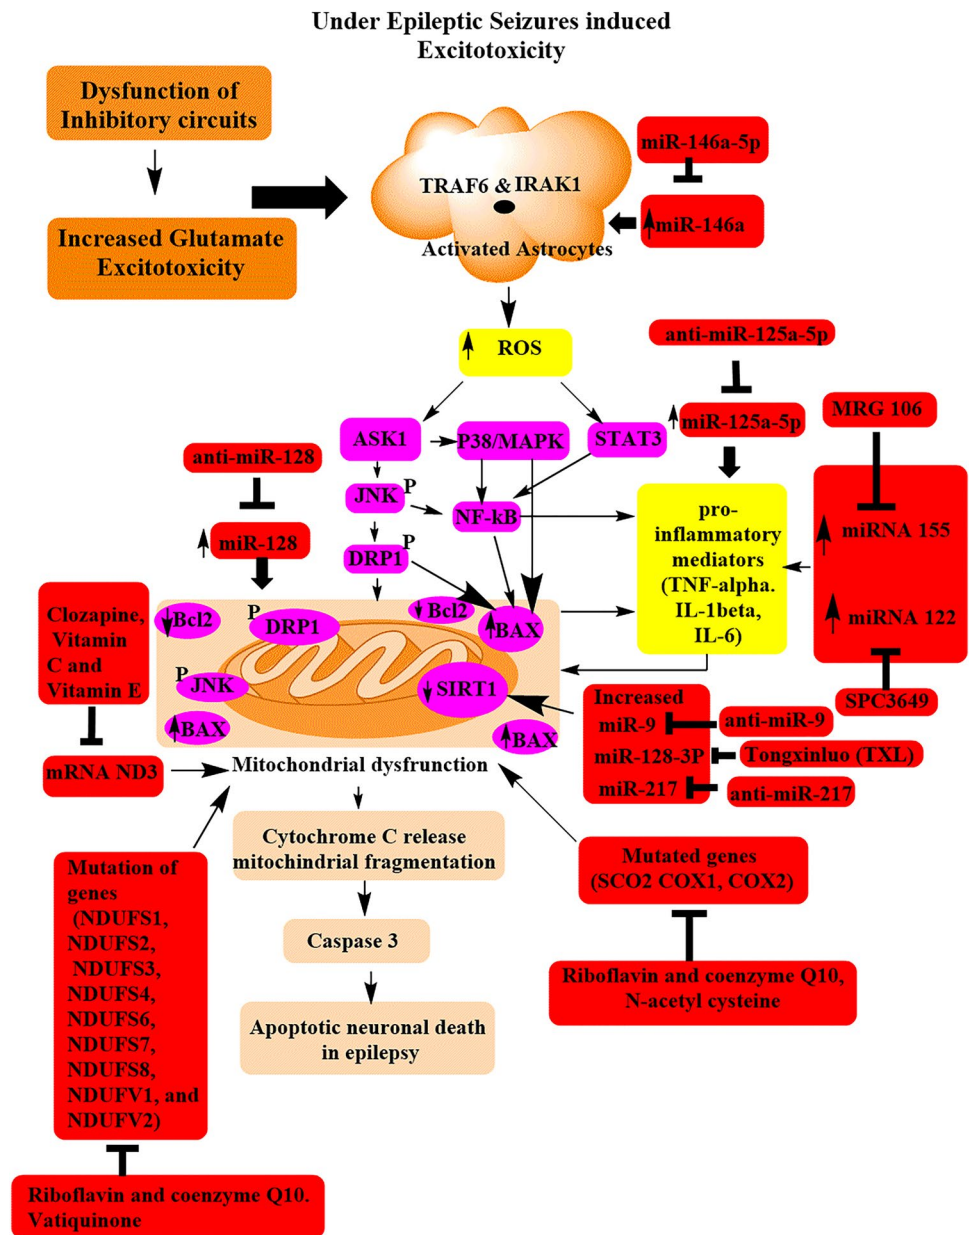 Under Epileptic Seizures induced
Excitotoxicity
Dysfunction of
Inhibitory circuits
Increased Glutamate
Excitotoxicity
TRAF6 & IRAK1
Activated Astrocytes
miR-146a-5p
miR-146a
ROS
anti-miR-125a-5p
miR-125a-5p
MRG 106
ASK1
P38/MAPK
STAT3
anti-miR-128
JNK
P
NF-kB
miR-128
DRP1
P
pro-
inflammatory
mediators
(TNF-alpha.
IL-1beta,
IL-6)
miRNA 155
miRNA 122
SPC3649
Clozapine,
Vitamin
C and
Vitamin E
mRNA ND3
Bcl2
P
DRP1
Bcl2
BAX
P
JNK
SIRT1
BAX
BAX
Increased
miR-9
miR-128-3P
miR-217
anti-miR-9
Tongxinluo (TXL)
anti-miR-217
Mitochondrial dysfrunction
Cytochrome C release
mitochindrial fragmentation
Caspase 3
Apoptotic neuronal death
in epilepsy
Mutated genes
(SCO2 COX1, COX2)
Riboflavin and coenzyme Q10,
N-acetyl cysteine
Mutation of
genes
(NDUFS1,
NDUFS2,
NDUFS3,
NDUFS4,
NDUFS6,
NDUFS7,
NDUFS8,
NDUFV1, and
NDUFV2)
Riboflavin and coenzyme Q10.
Vatiquinone